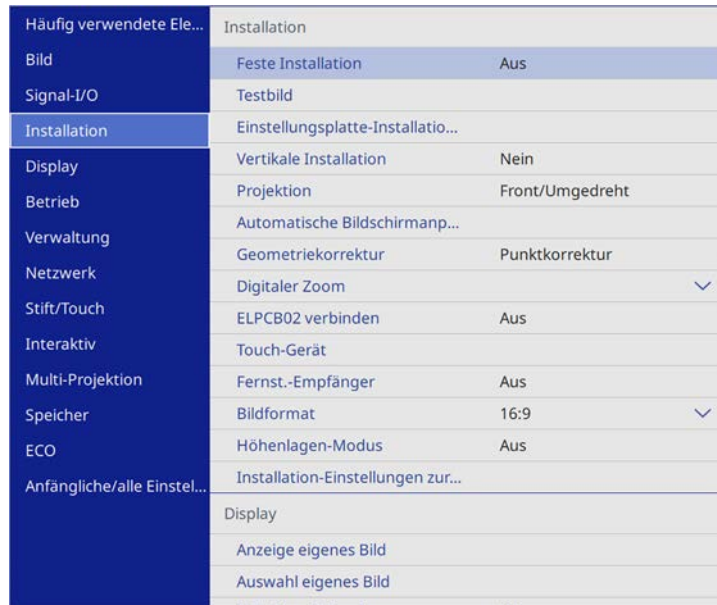 Häufig verwendete Ele...
Bild
Signal-I/O
Installation
Display
Betrieb
Verwaltung
Netzwerk
Stift/Touch
Interaktiv
Multi-Projektion
Speicher
ECO
Anfängliche/alle Einstel...
Installation
Feste Installation Aus
Testbild
Einstellungsplatte-Installatio...
Vertikale Installation Nein
Projektion Front/Umgedreht
Automatische Bildschirmanp...
Geometriekorrektur Punktkorrektur
Digitaler Zoom
ELPCB02 verbinden Aus
Touch-Gerät
Fernst.-Empfänger Aus
Bildformat 16:9
Höhenlagen-Modus Aus
Installation-Einstellungen zur...
Display
Anzeige eigenes Bild
Auswahl eigenes Bild